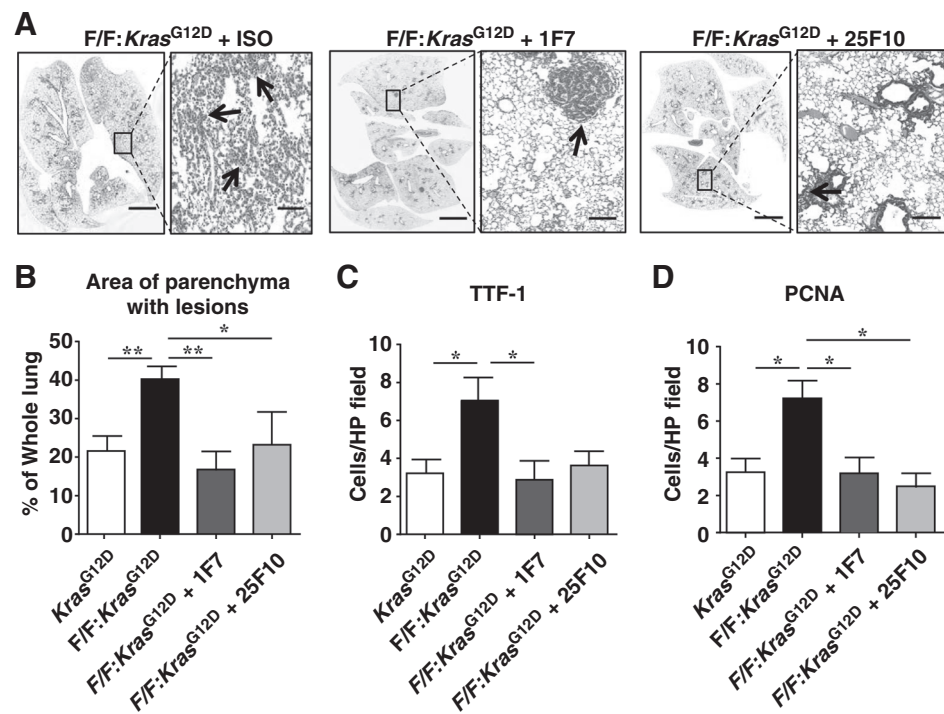 A
F/F:KrasG12D + ISO
F/F:KrasG12D + 1F7
F/F:KrasG12D + 25F10
B
Area of parenchyma
with lesions
% of Whole lung
50
40
30
20
10
0
**
**
*
KrasG12D
F/F:KrasG12D
F/F:KrasG12D + 1F7
F/F:KrasG12D + 25F10
C
TTF-1
Cells/HP field
10
8
6
4
2
0
*
*
KrasG12D
F/F:KrasG12D
F/F:KrasG12D + 1F7
F/F:KrasG12D + 25F10
D
PCNA
Cells/HP field
10
8
6
4
2
0
*
*
*
KrasG12D
F/F:KrasG12D
F/F:KrasG12D + 1F7
F/F:KrasG12D + 25F10